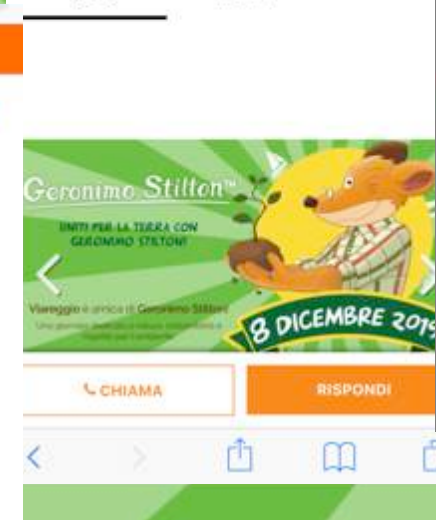 Geronimo Stilton™
UNITI PER LA TERRA CON
GERONIMO STILTON!
Viareggio è amica di Geronimo Stilton!
8 DICEMBRE 2019
CHIAMA
RISPONDI